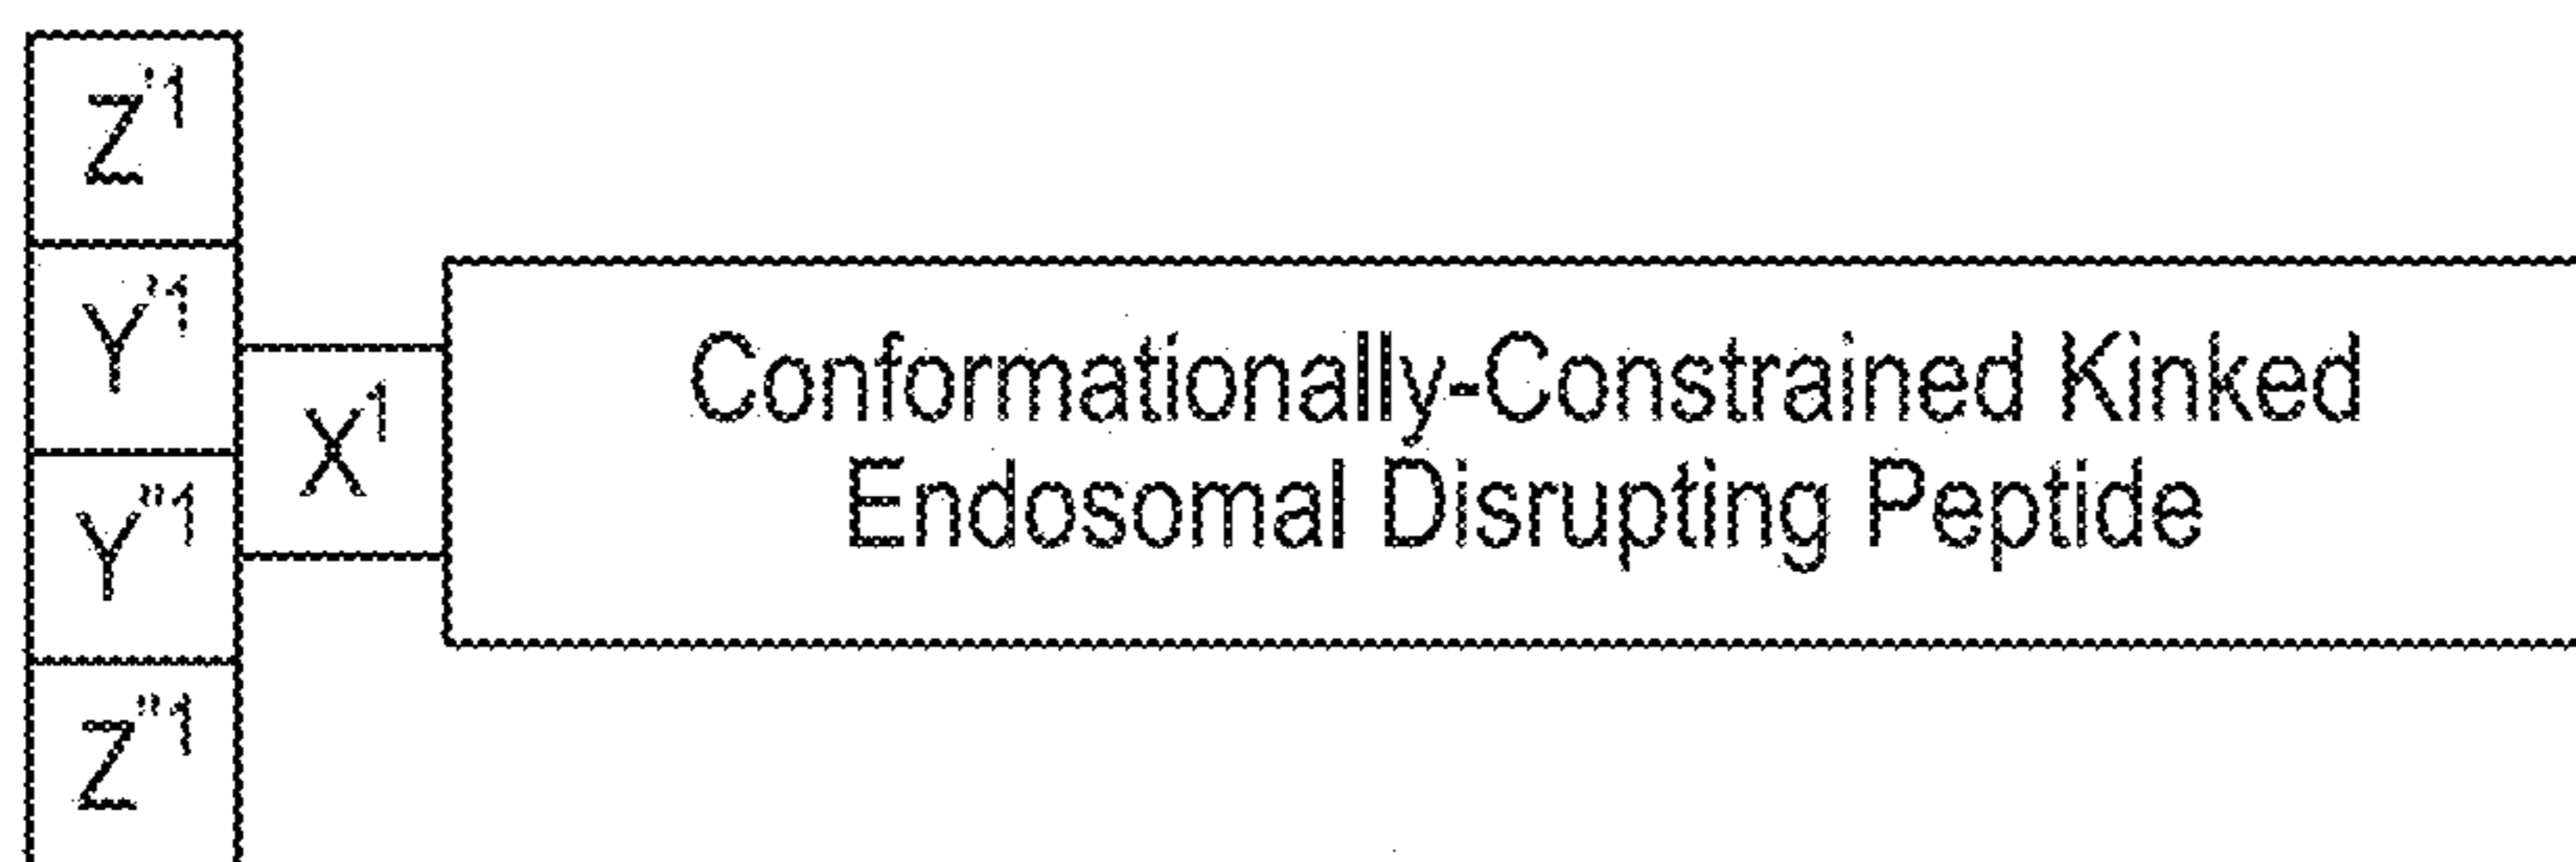 Z'1
Y'1
X1
Conformationally-Constrained Kinked
Endosomal Disrupting Peptide
Y"1
Z"1